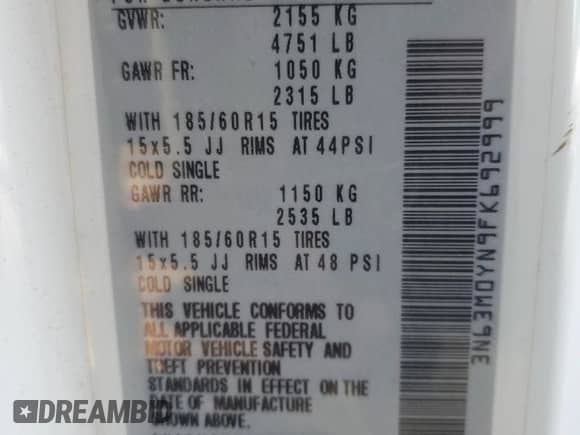 GVWR: 2155 KG
4751 LB
GAWR FR: 1050 KG
2315 LB
WITH 185/60R15 TIRES
15x5.5 JJ RIMS AT 44PSI
COLD SINGLE
GAWR RR: 1150 KG
2535 LB
WITH 185/60R15 TIRES
15x5.5 JJ RIMS AT 48 PSI
COLD SINGLE
THIS VEHICLE CONFORMS TO
ALL APPLICABLE FEDERAL
MOTOR VEHICLE SAFETY AND
THEFT PREVENTION
STANDARDS IN EFFECT ON THE
DATE OF MANUFACTURE
SHOWN ABOVE.
3N63M0YN9FK692999
DREAMBID.com